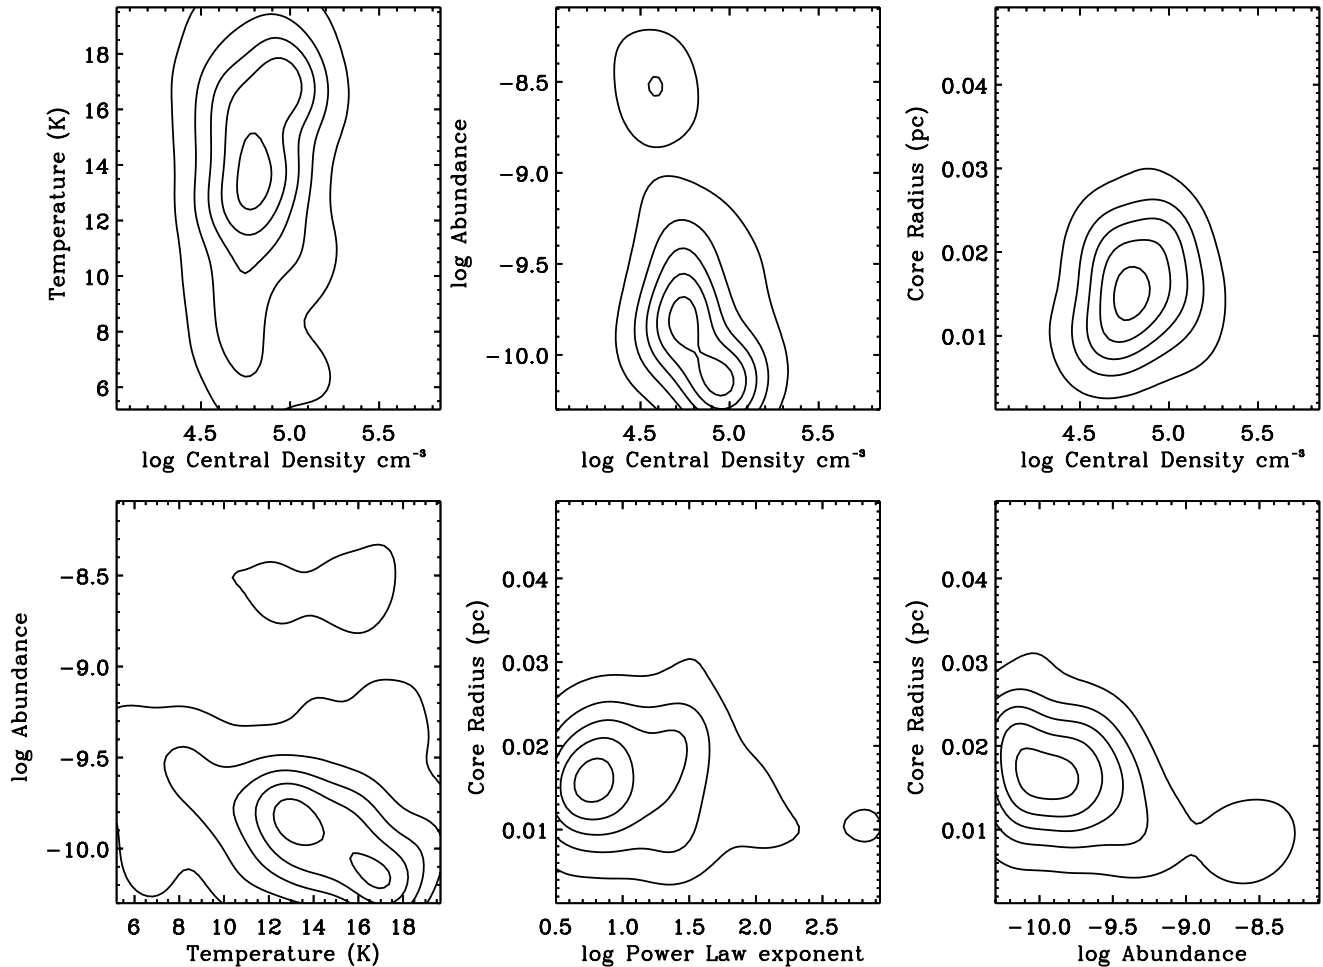 18
16
14
12
10
8
6
Temperature (K)
4.5 5.0 5.5
log Central Density cm⁻³
−8.5
−9.0
−9.5
−10.0
log Abundance
4.5 5.0 5.5
log Central Density cm⁻³
0.04
0.03
0.02
0.01
Core Radius (pc)
4.5 5.0 5.5
log Central Density cm⁻³
−8.5
−9.0
−9.5
−10.0
log Abundance
6 8 10 12 14 16 18
Temperature (K)
0.04
0.03
0.02
0.01
Core Radius (pc)
0.5 1.0 1.5 2.0 2.5
log Power Law exponent
0.04
0.03
0.02
0.01
Core Radius (pc)
−10.0 −9.5 −9.0 −8.5
log Abundance